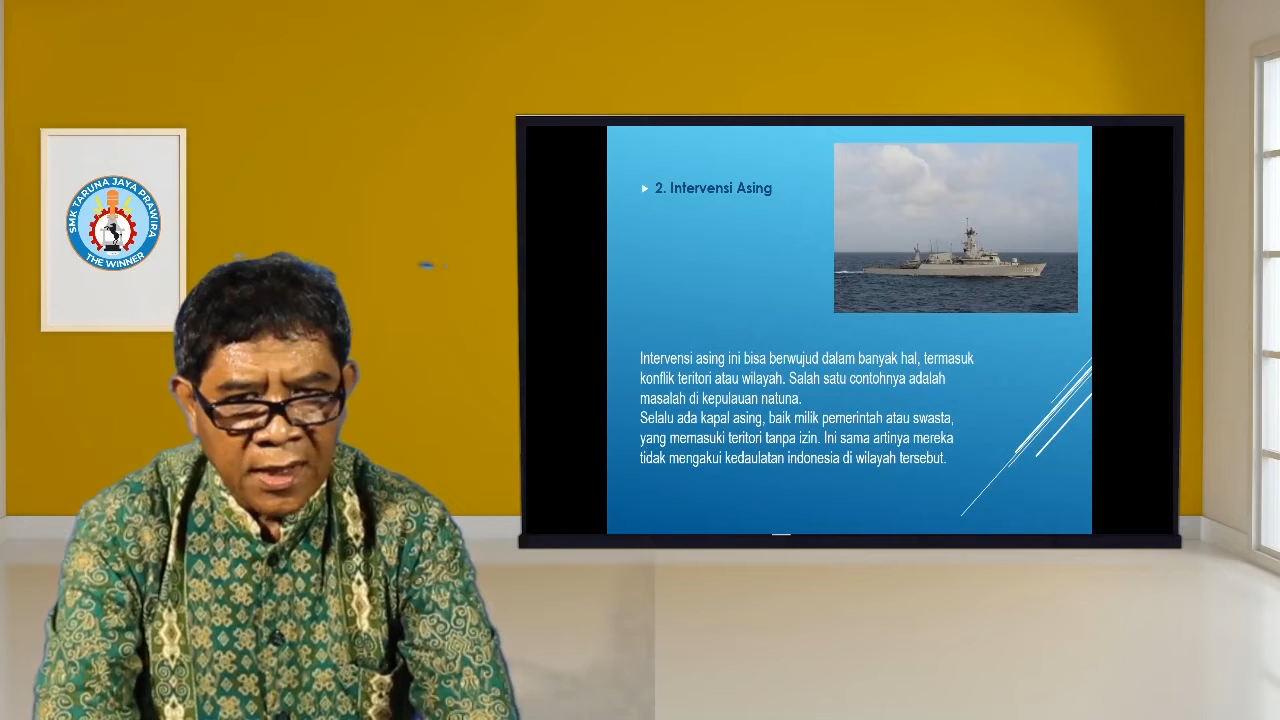 SMK TARUNA JAYA PRAWIRA
THE WINNER
2. Intervensi Asing
Intervensi asing ini bisa berwujud dalam banyak hal, termasuk
konflik teritori atau wilayah. Salah satu contohnya adalah
masalah di kepulauan natuna.
Selalu ada kapal asing, baik milik pemerintah atau swasta,
yang memasuki teritori tanpa izin. Ini sama artinya mereka
tidak mengakui kedaulatan indonesia di wilayah tersebut.